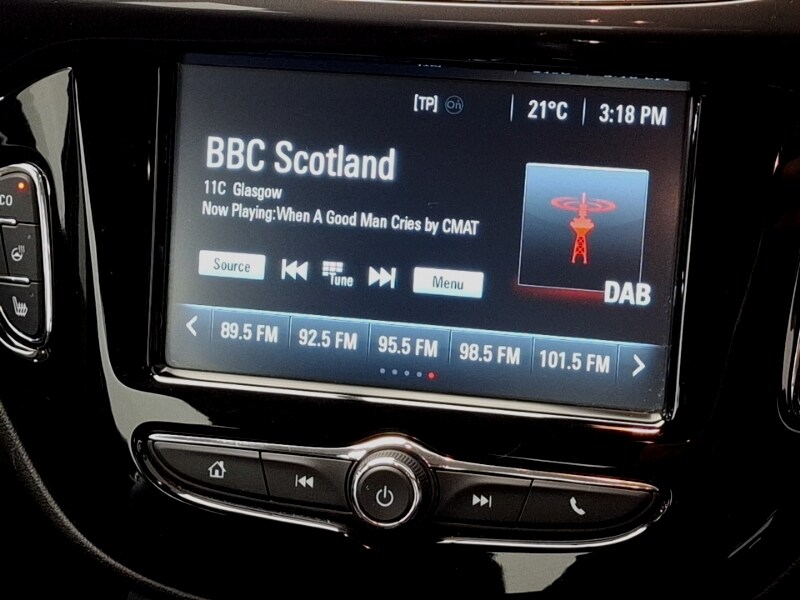 [TP] On 21°C 3:18 PM
BBC Scotland
11C Glasgow
Now Playing:When A Good Man Cries by CMAT
Source Tune Menu
DAB
89.5 FM 92.5 FM 95.5 FM 98.5 FM 101.5 FM
CO